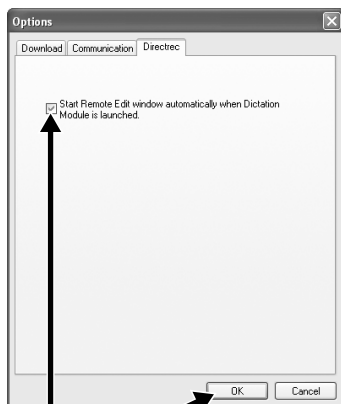 Options
Download Communication Directrec
Start Remote Edit window automatically when Dictation
Module is launched.
OK Cancel